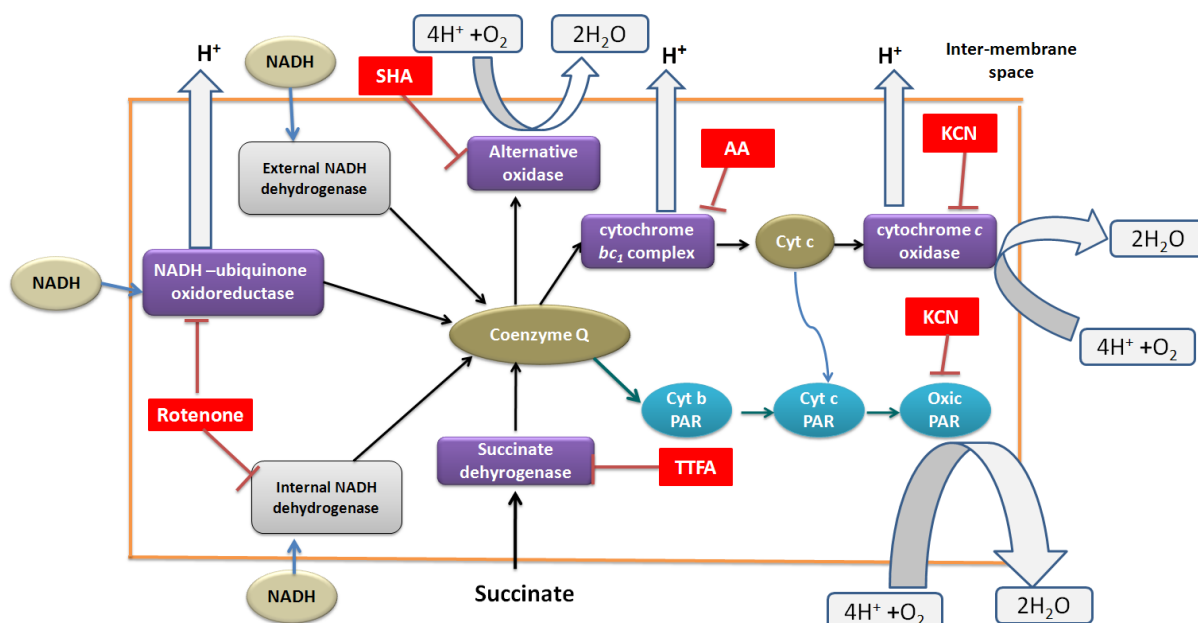 4H⁺ +O₂
2H₂O
H⁺
NADH
H⁺
H⁺
Inter-membrane
space
SHA
KCN
AA
External NADH
dehydrogenase
Alternative
oxidase
cytochrome
bc₁ complex
Cyt c
cytochrome c
oxidase
2H₂O
NADH
NADH –ubiquinone
oxidoreductase
KCN
Coenzyme Q
4H⁺ +O₂
Rotenone
Cyt b
PAR
Cyt c
PAR
Oxic
PAR
Succinate
dehyrogenase
TTFA
Internal NADH
dehydrogenase
NADH
Succinate
4H⁺ +O₂
2H₂O